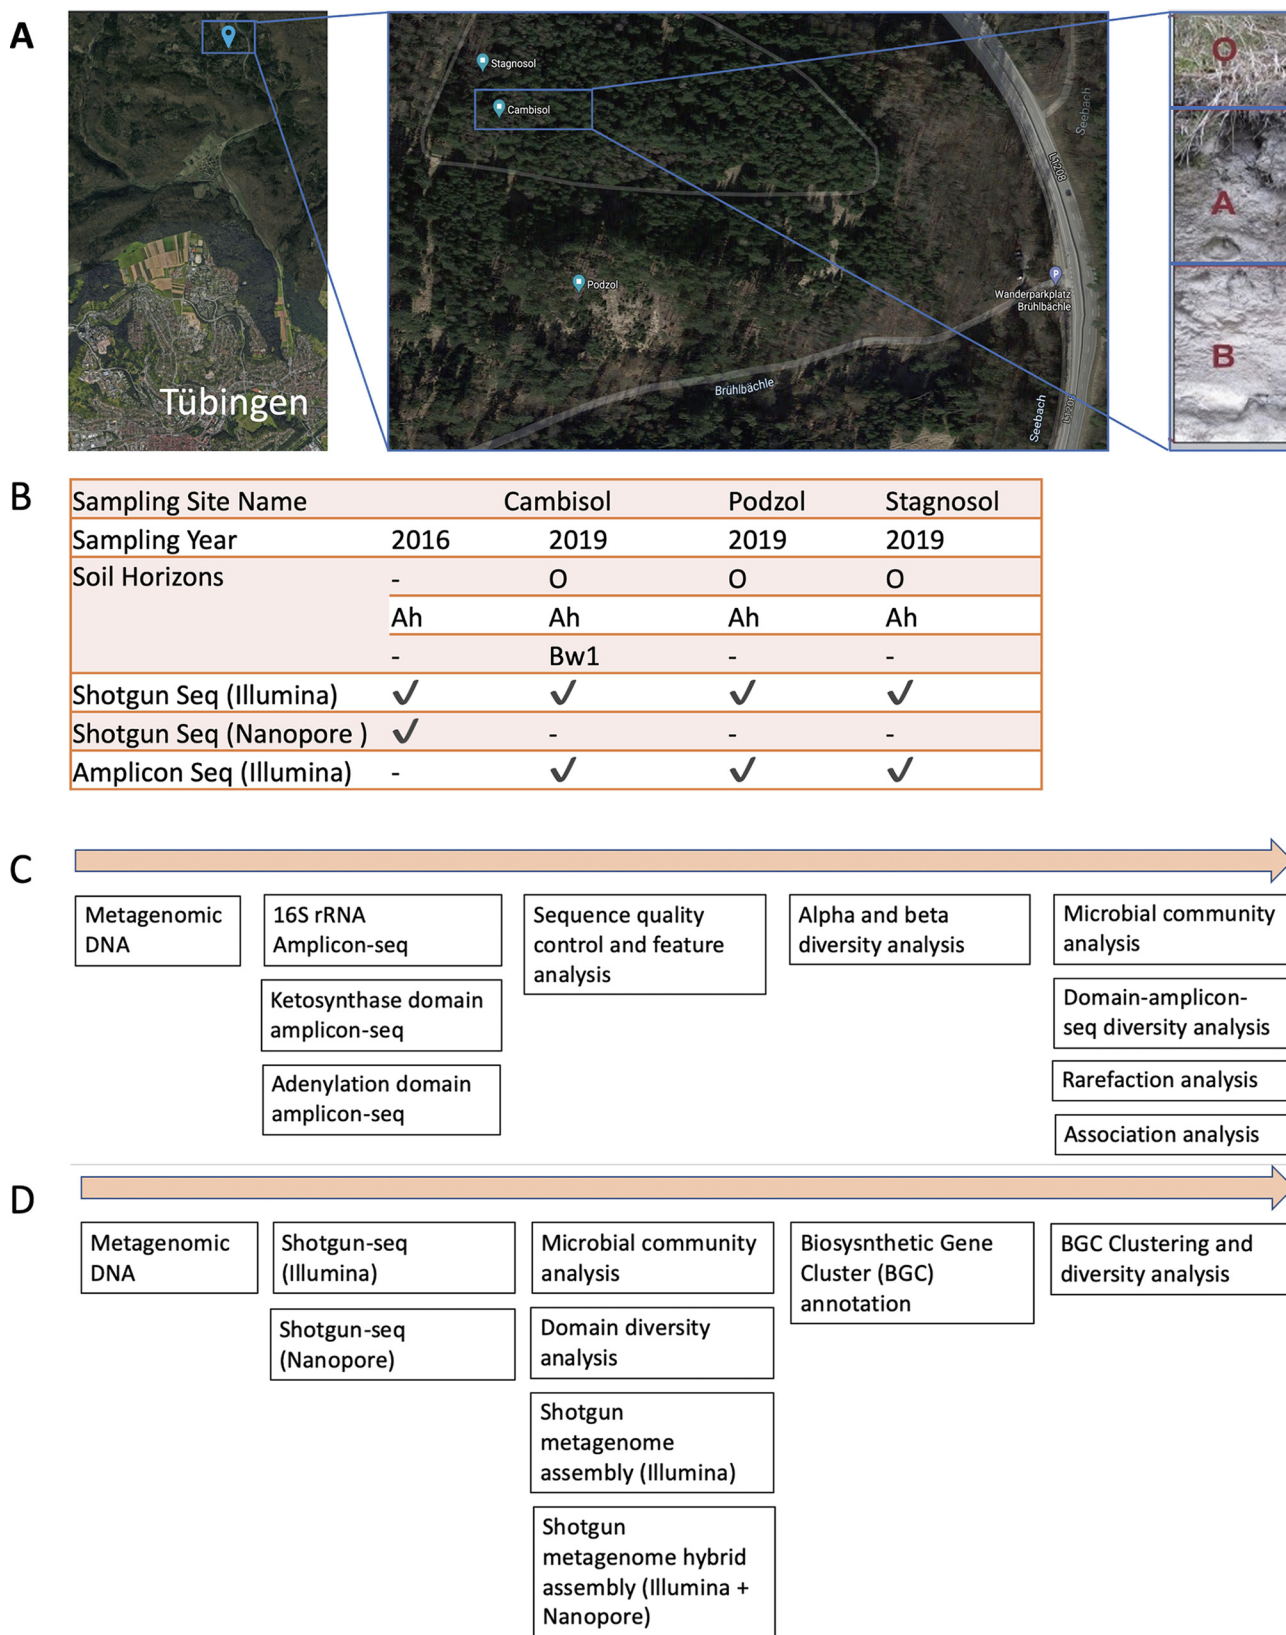 A
Tübingen
Stagnosol
Cambisol
Podzol
L1208
Seebach
P
Wanderparkplatz
Brühlbächle
Brühlbächle
Seebach
L1208
O
A
B
B
Sampling Site Name Cambisol Podzol Stagnosol
Sampling Year 2016 2019 2019 2019
Soil Horizons - O O O
Ah Ah Ah Ah
- Bw1 - -
Shotgun Seq (Illumina) ✓ ✓ ✓ ✓
Shotgun Seq (Nanopore ) ✓ - - -
Amplicon Seq (Illumina) - ✓ ✓ ✓
C
Metagenomic
DNA
16S rRNA
Amplicon-seq
Ketosynthase domain
amplicon-seq
Adenylation domain
amplicon-seq
Sequence quality
control and feature
analysis
Alpha and beta
diversity analysis
Microbial community
analysis
Domain-amplicon-
seq diversity analysis
Rarefaction analysis
Association analysis
D
Metagenomic
DNA
Shotgun-seq
(Illumina)
Shotgun-seq
(Nanopore)
Microbial community
analysis
Domain diversity
analysis
Shotgun
metagenome
assembly (Illumina)
Shotgun
metagenome hybrid
assembly (Illumina +
Nanopore)
Biosysnthetic Gene
Cluster (BGC)
annotation
BGC Clustering and
diversity analysis